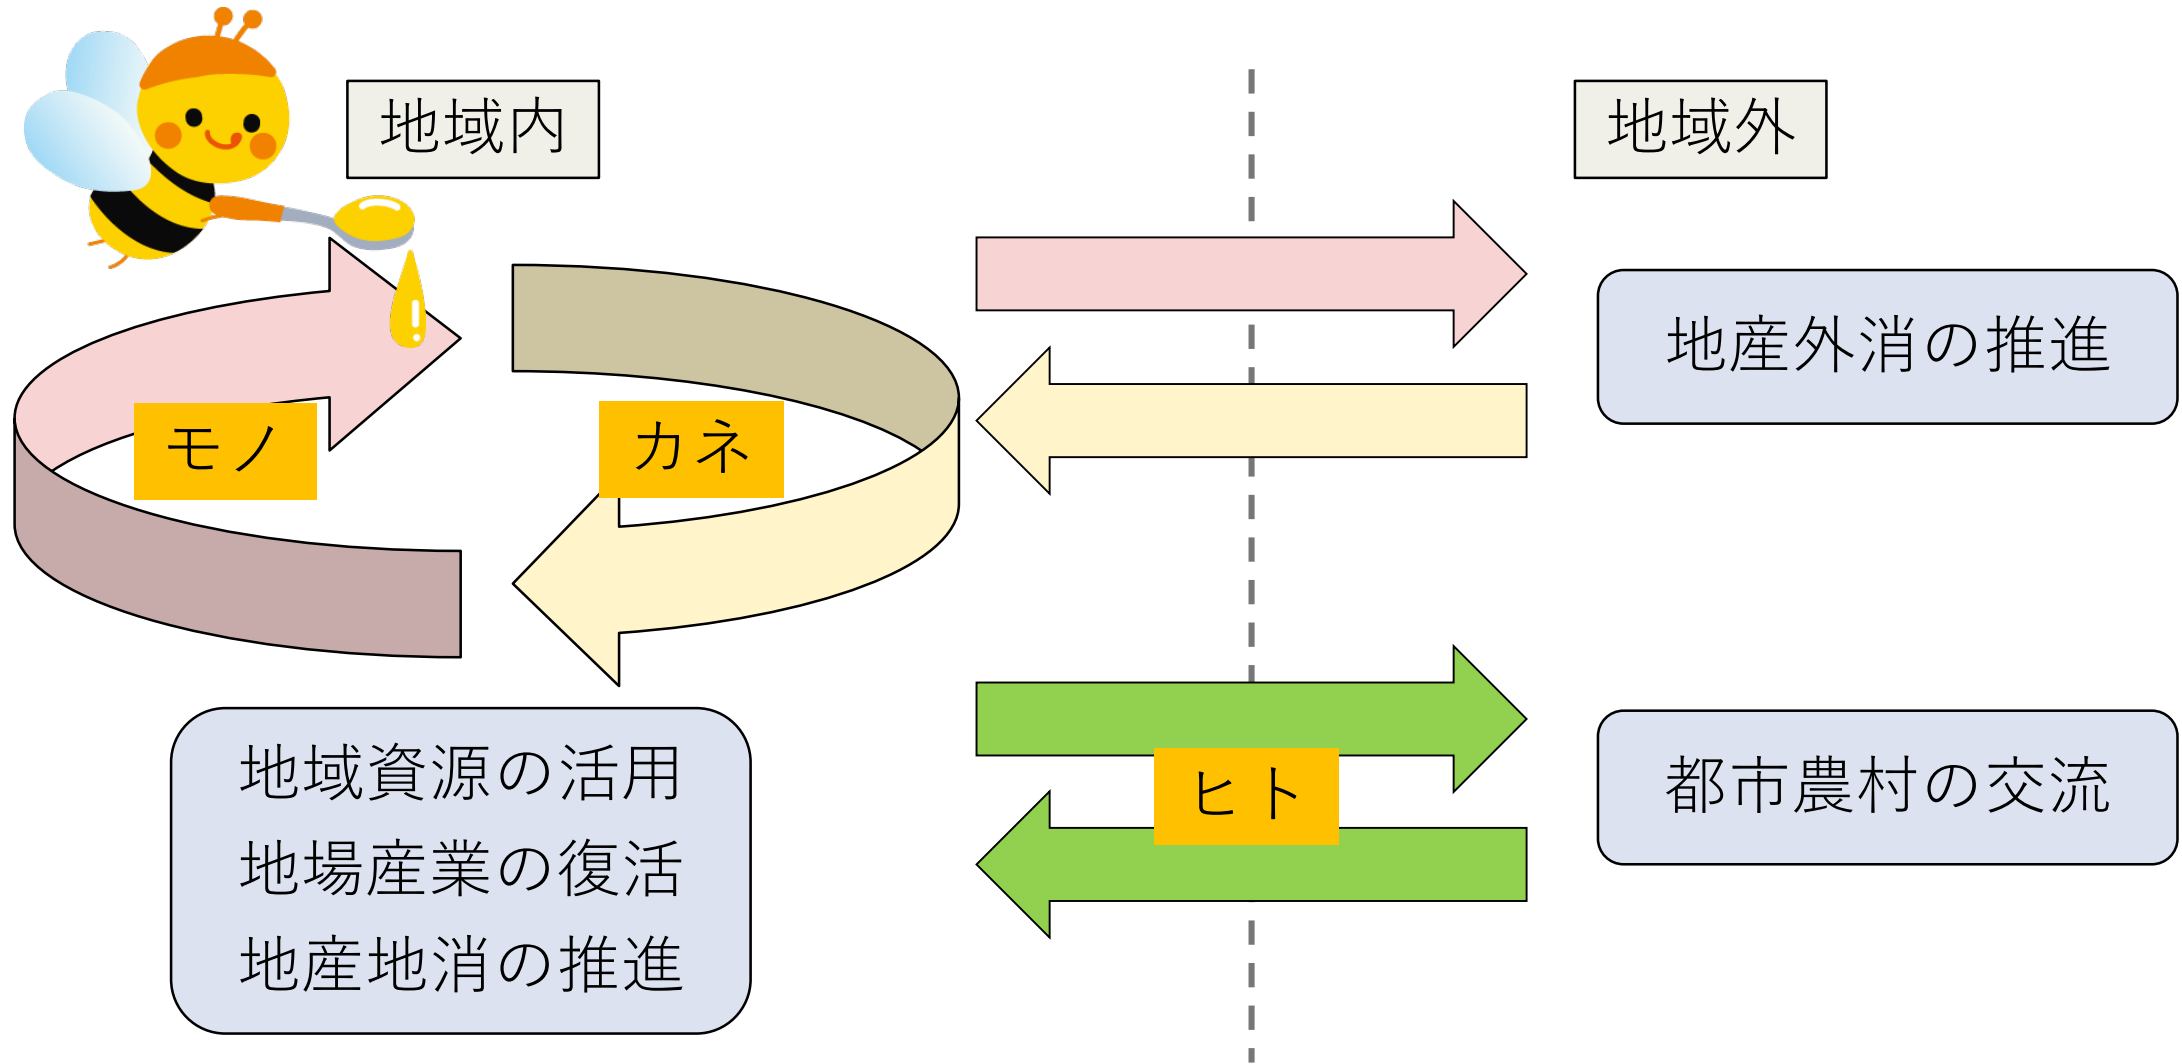 地域内
地域外
地産外消の推進
モノ
カネ
地域資源の活用
地場産業の復活
地産地消の推進
ヒト
都市農村の交流